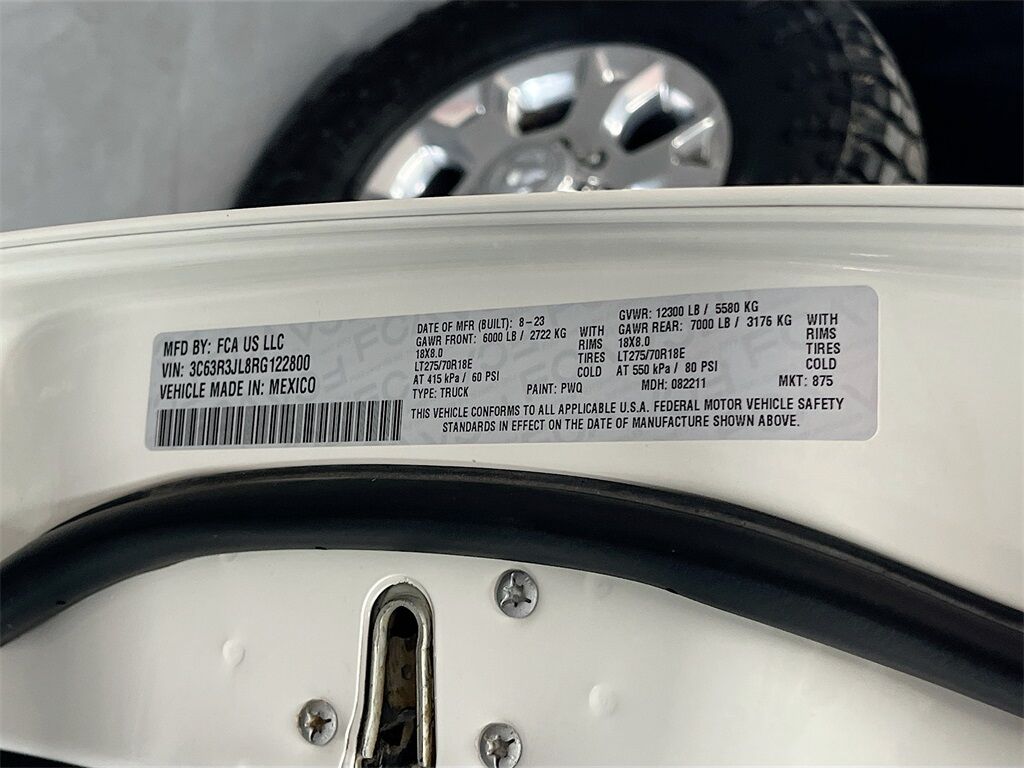 MFD BY: FCA US LLC
VIN: 3C63R3JL8RG122800
VEHICLE MADE IN: MEXICO
DATE OF MFR (BUILT): 8-23
GAWR FRONT: 6000 LB / 2722 KG WITH
18X8.0 RIMS
LT275/70R18E TIRES
AT 415 kPa / 60 PSI COLD
TYPE: TRUCK PAINT: PWQ
GVWR: 12300 LB / 5580 KG
GAWR REAR: 7000 LB / 3176 KG WITH
18X8.0 RIMS
LT275/70R18E TIRES
AT 550 kPa / 80 PSI COLD
MDH: 082211 MKT: 875
THIS VEHICLE CONFORMS TO ALL APPLICABLE U.S.A. FEDERAL MOTOR VEHICLE SAFETY
STANDARDS IN EFFECT ON THE DATE OF MANUFACTURE SHOWN ABOVE.